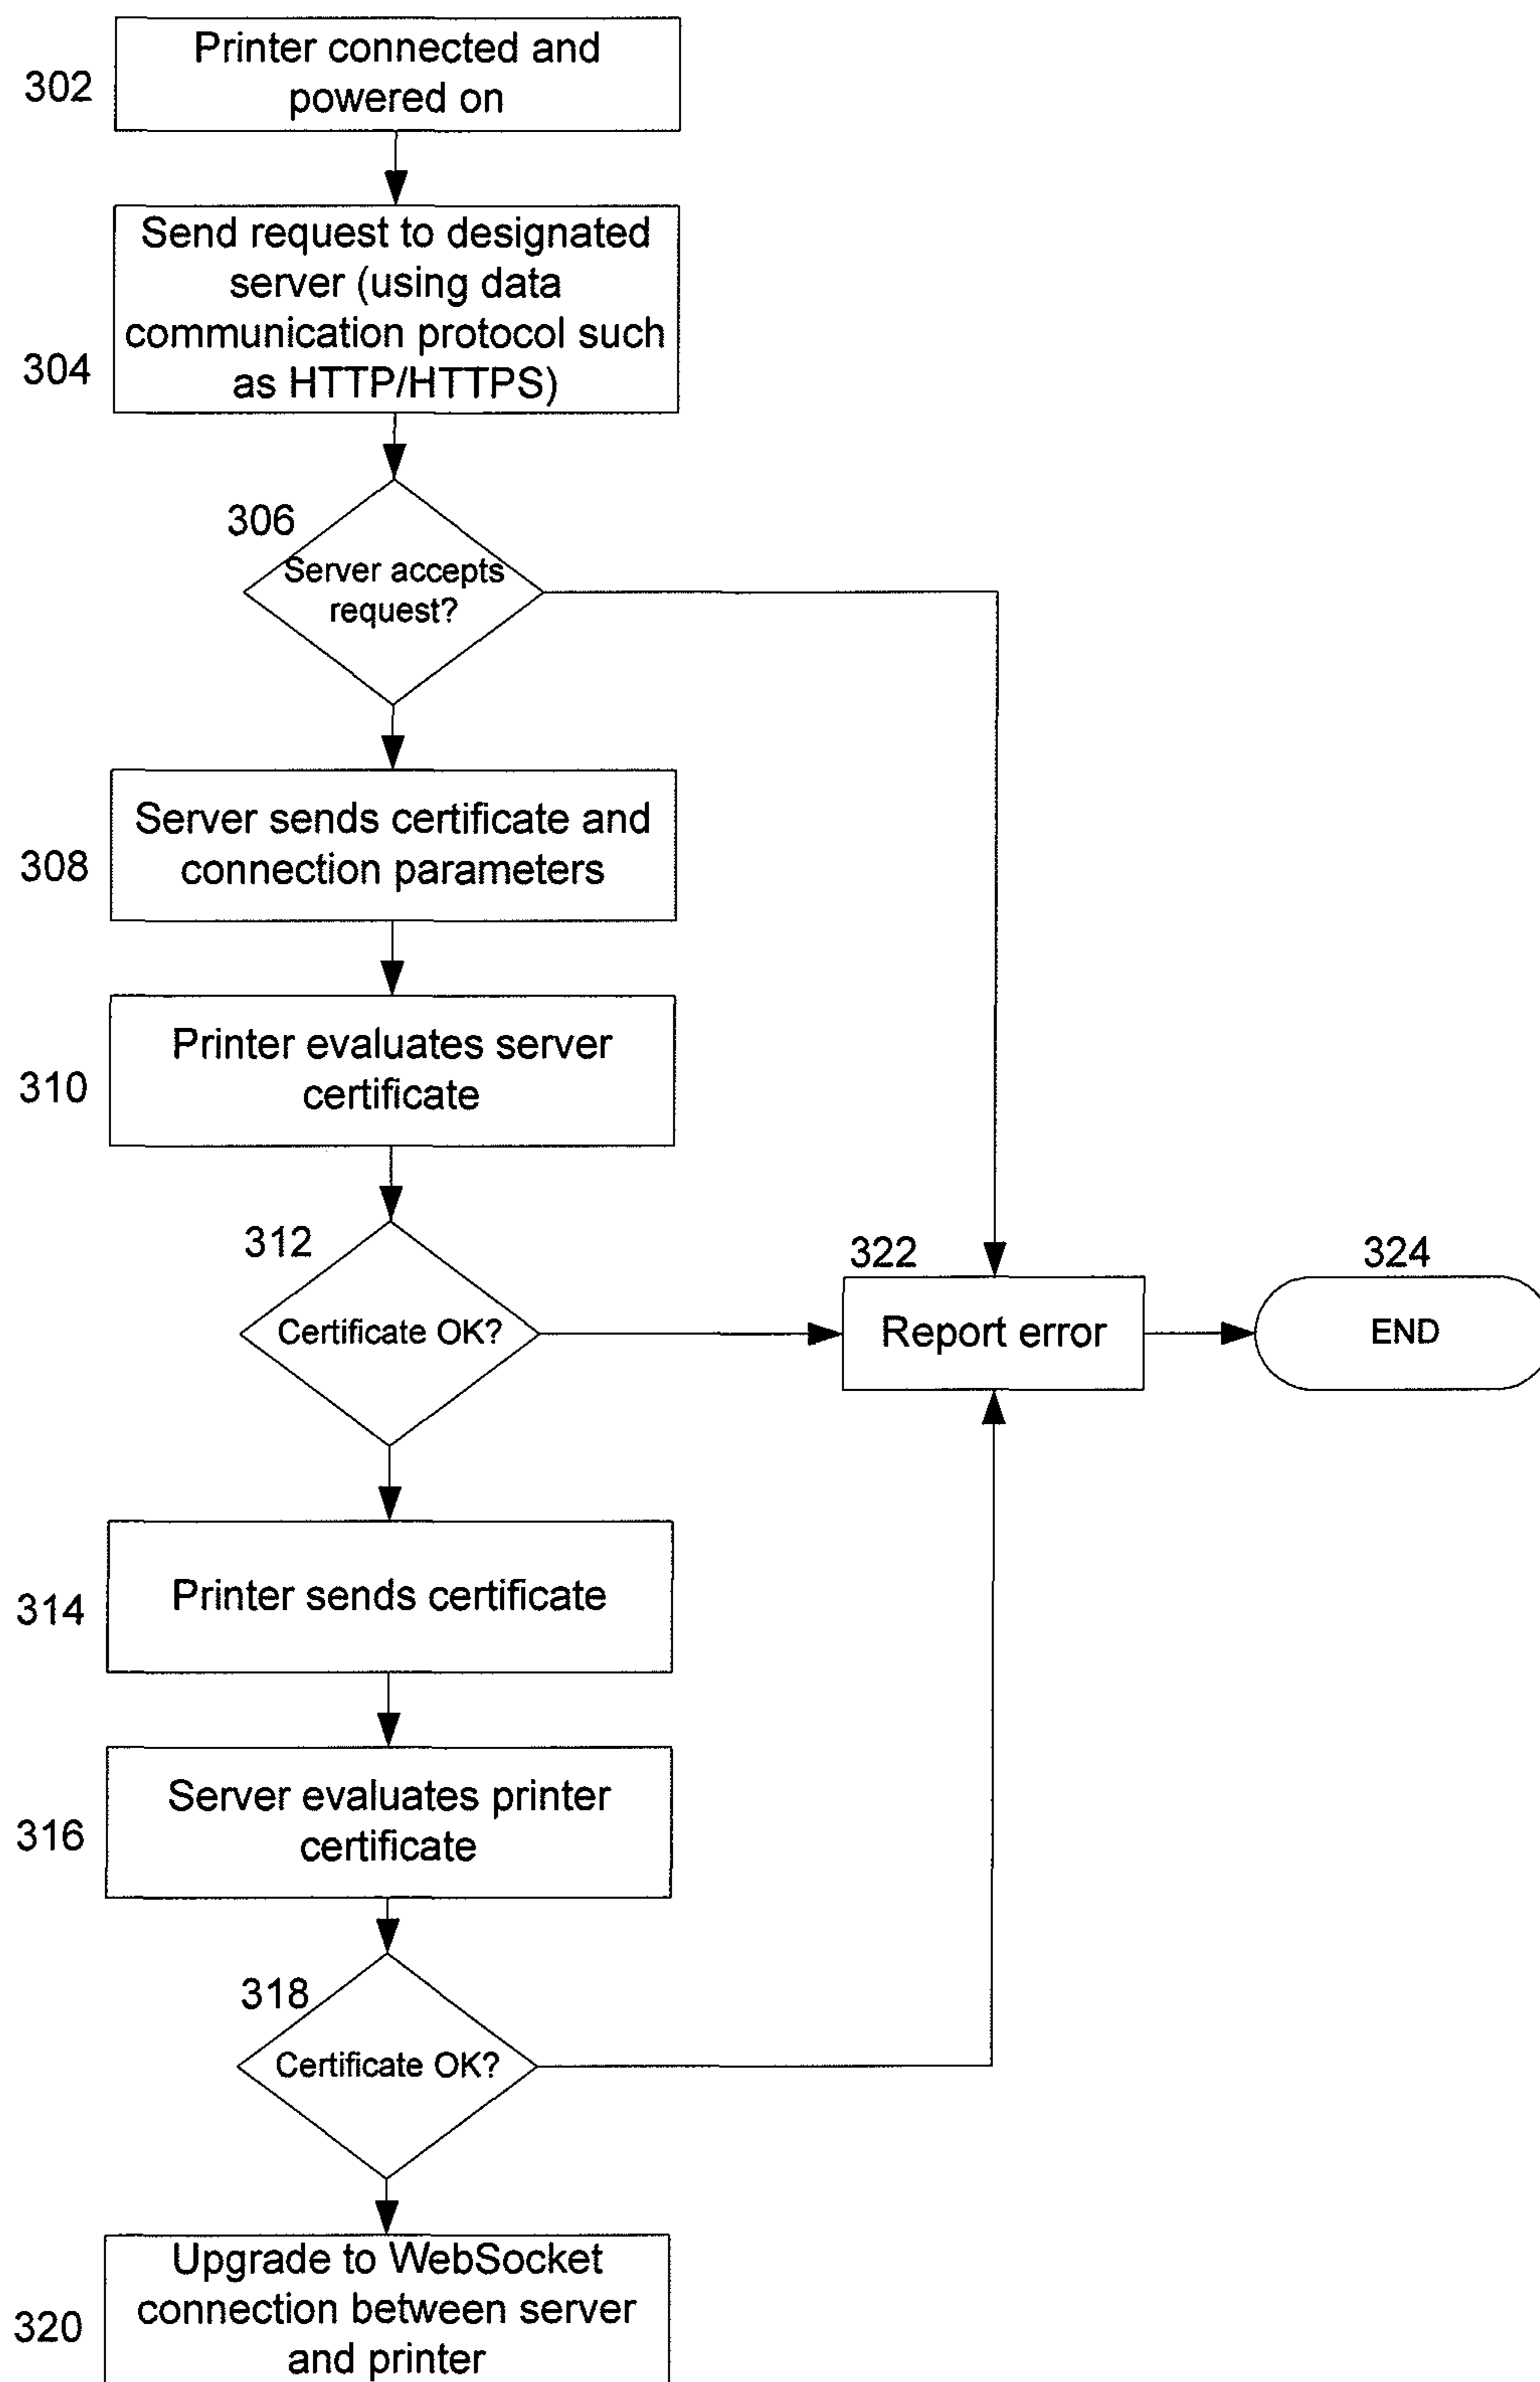 302
Printer connected and
powered on
304
Send request to designated
server (using data
communication protocol such
as HTTP/HTTPS)
306
Server accepts
request?
308
Server sends certificate and
connection parameters
310
Printer evaluates server
certificate
312
Certificate OK?
322
Report error
324
END
314
Printer sends certificate
316
Server evaluates printer
certificate
318
Certificate OK?
320
Upgrade to WebSocket
connection between server
and printer